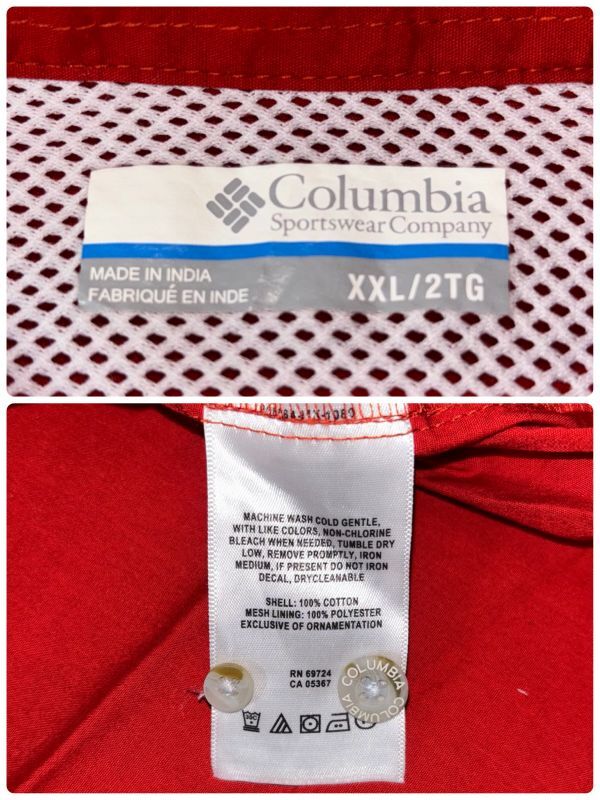 Columbia
Sportswear Company
MADE IN INDIA
FABRIQUÉ EN INDE
XXL/2TG
MACHINE WASH COLD GENTLE,
WITH LIKE COLORS, NON-CHLORINE
BLEACH WHEN NEEDED, TUMBLE DRY
LOW, REMOVE PROMPTLY, IRON
MEDIUM, IF PRESENT DO NOT IRON
DECAL, DRYCLEANABLE
SHELL: 100% COTTON
MESH LINING: 100% POLYESTER
EXCLUSIVE OF ORNAMENTATION
RN 69724
CA 05367
COLUMBIA
COLUMBIA